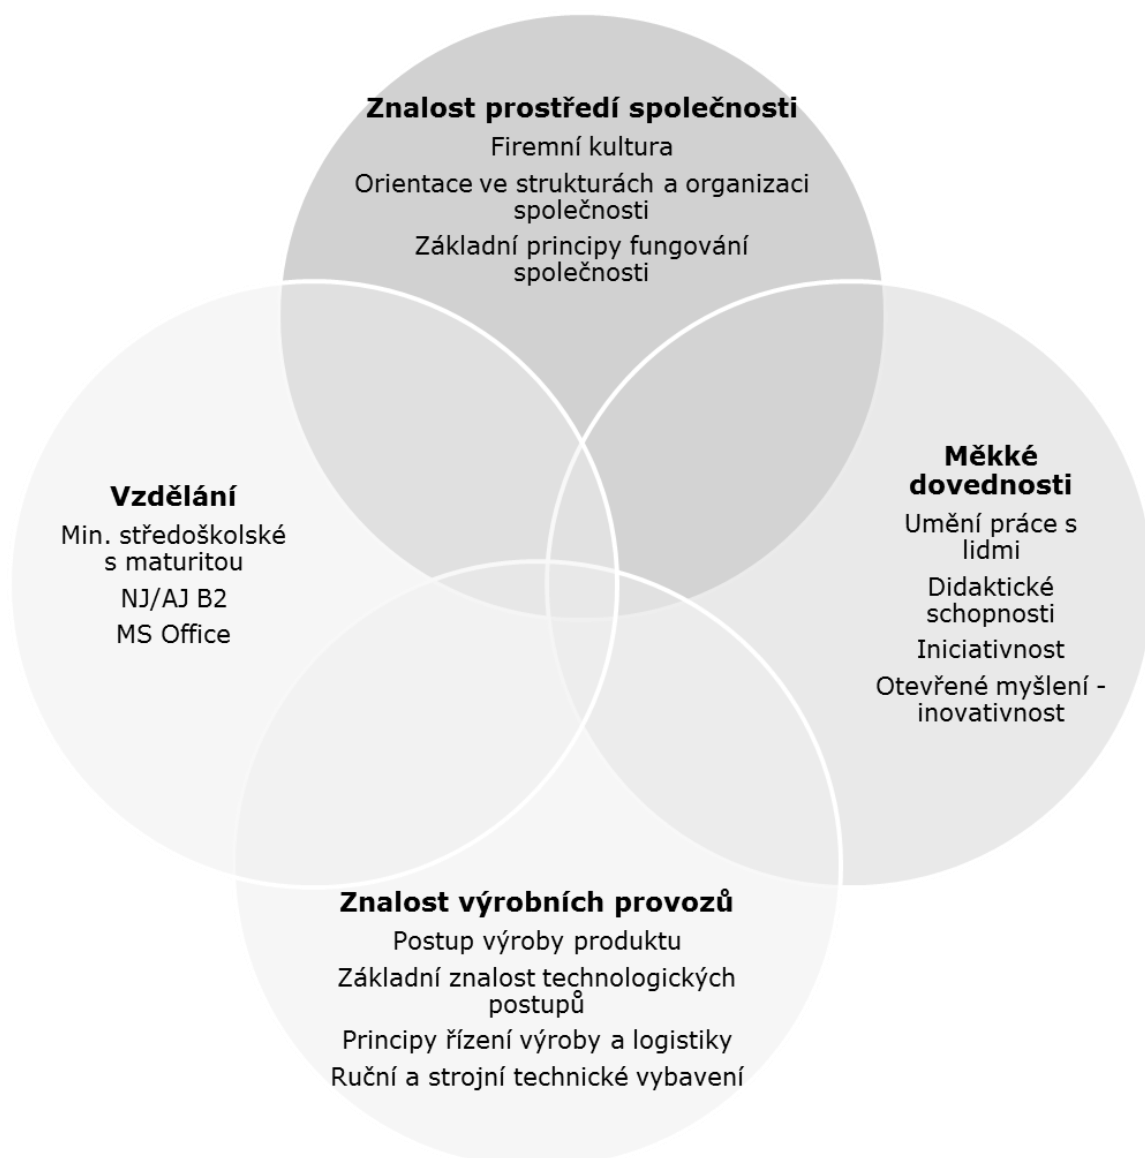 Znalost prostředí společnosti
Firemní kultura
Orientace ve strukturách a organizaci
společnosti
Základní principy fungování
společnosti
Vzdělání
Min. středoškolské
s maturitou
NJ/AJ B2
MS Office
Měkké
dovednosti
Umění práce s
lidmi
Didaktické
schopnosti
Iniciativnost
Otevřené myšlení -
inovativnost
Znalost výrobních provozů
Postup výroby produktu
Základní znalost technologických
postupů
Principy řízení výroby a logistiky
Ruční a strojní technické vybavení